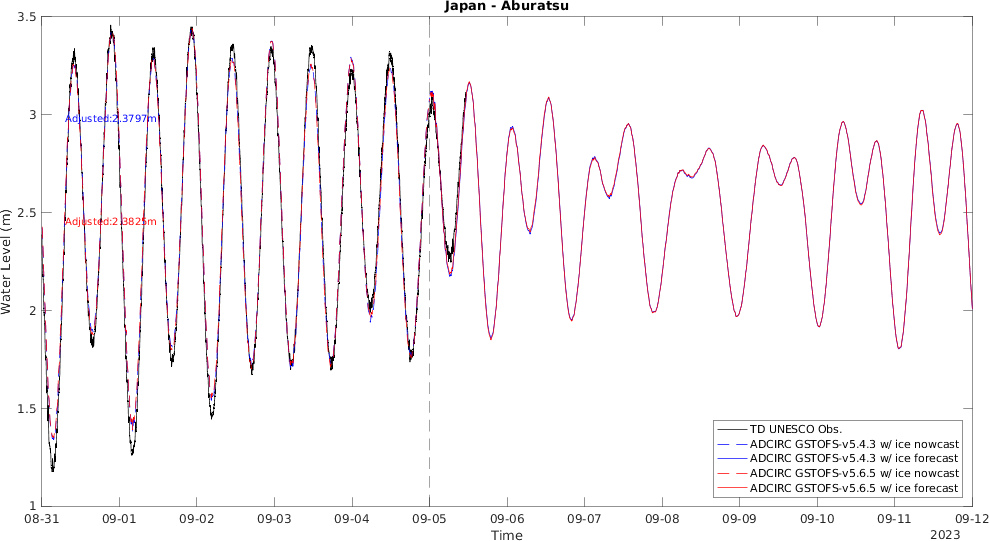 Japan - Aburatsu
3.5
3
2.5
2
1.5
1
Water Level (m)
Adjusted:2.3797m
Adjusted:2.3825m
TD UNESCO Obs.
ADCIRC GSTOFS-v5.4.3 w/ ice nowcast
ADCIRC GSTOFS-v5.4.3 w/ ice forecast
ADCIRC GSTOFS-v5.6.5 w/ ice nowcast
ADCIRC GSTOFS-v5.6.5 w/ ice forecast
08-31 09-01 09-02 09-03 09-04 09-05 09-06 09-07 09-08 09-09 09-10 09-11 09-12
Time
2023